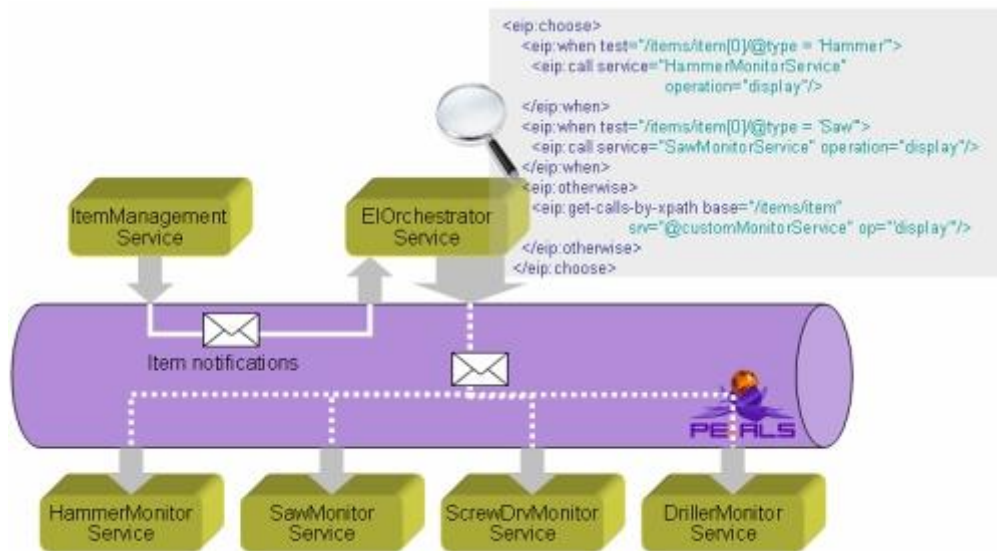 <eip:choose>
<eip:when test="/items/item[0]/@type = 'Hammer'">
<eip:call service="HammerMonitorService"
operation="display"/>
</eip:when>
<eip:when test="/items/item[0]/@type = 'Saw'">
<eip:call service="SawMonitorService" operation="display"/>
</eip:when>
<eip:otherwise>
<eip:get-calls-by-xpath base="/items/item"
srv="@customMonitorService" op="display"/>
</eip:otherwise>
</eip:choose>
ItemManagement
Service
EIOrchestrator
Service
Item notifications
PETALS
HammerMonitor
Service
SawMonitor
Service
ScrewDrvMonitor
Service
DrillerMonitor
Service